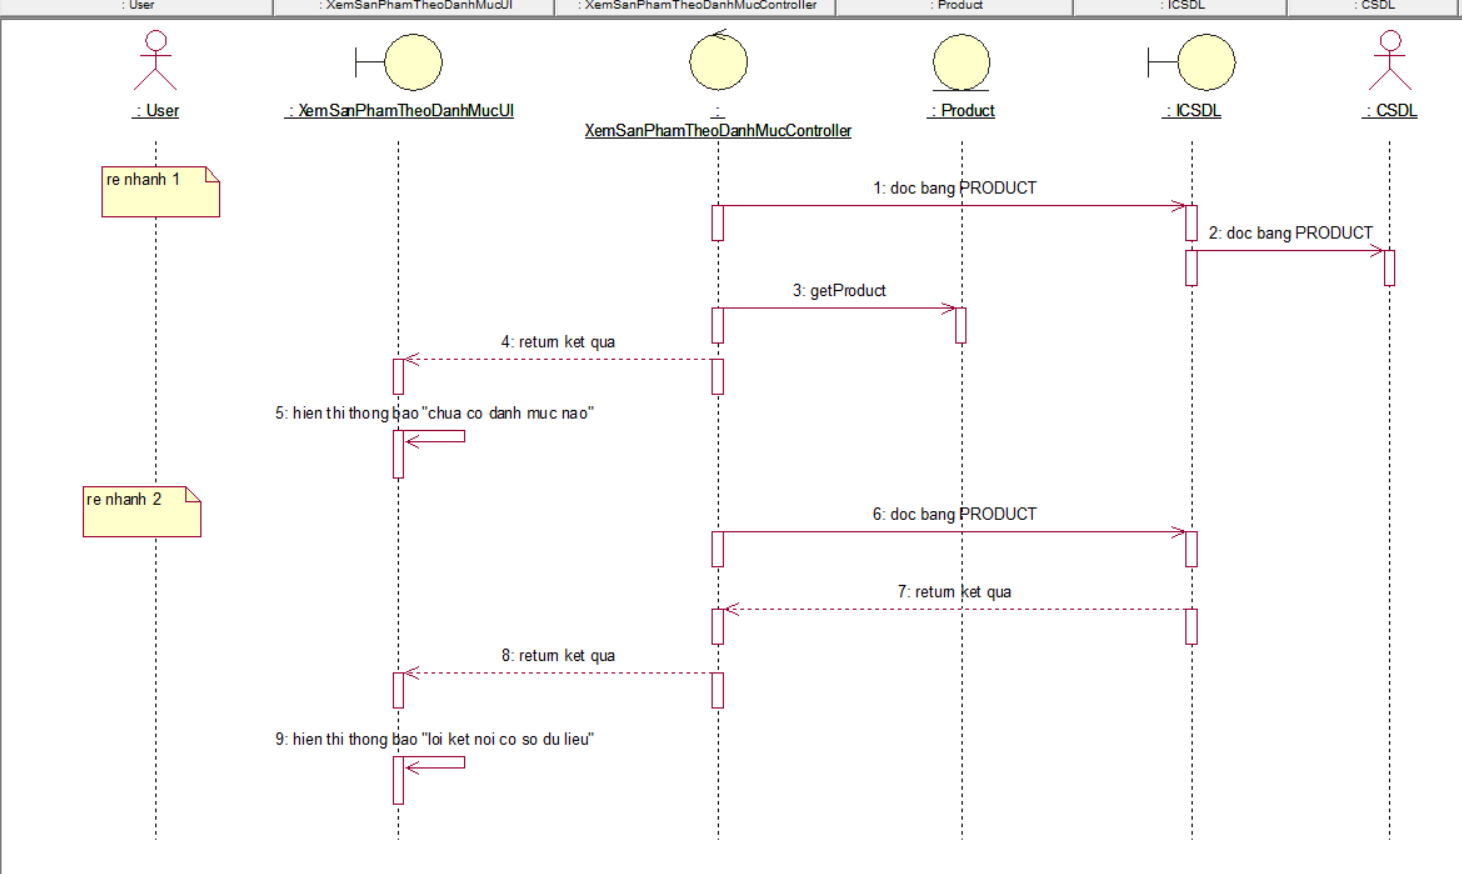 : User
: XemSanPhamTheoDanhMucUI
: XemSanPhamTheoDanhMucController
: Product
: ICSDL
: CSDL
: User
: XemSanPhamTheoDanhMucUI
:
XemSanPhamTheoDanhMucController
: Product
: ICSDL
: CSDL
re nhanh 1
1: doc bang PRODUCT
2: doc bang PRODUCT
3: getProduct
4: return ket qua
5: hien thi thong bao "chua co danh muc nao"
re nhanh 2
6: doc bang PRODUCT
7: return ket qua
8: return ket qua
9: hien thi thong bao "loi ket noi co so du lieu"